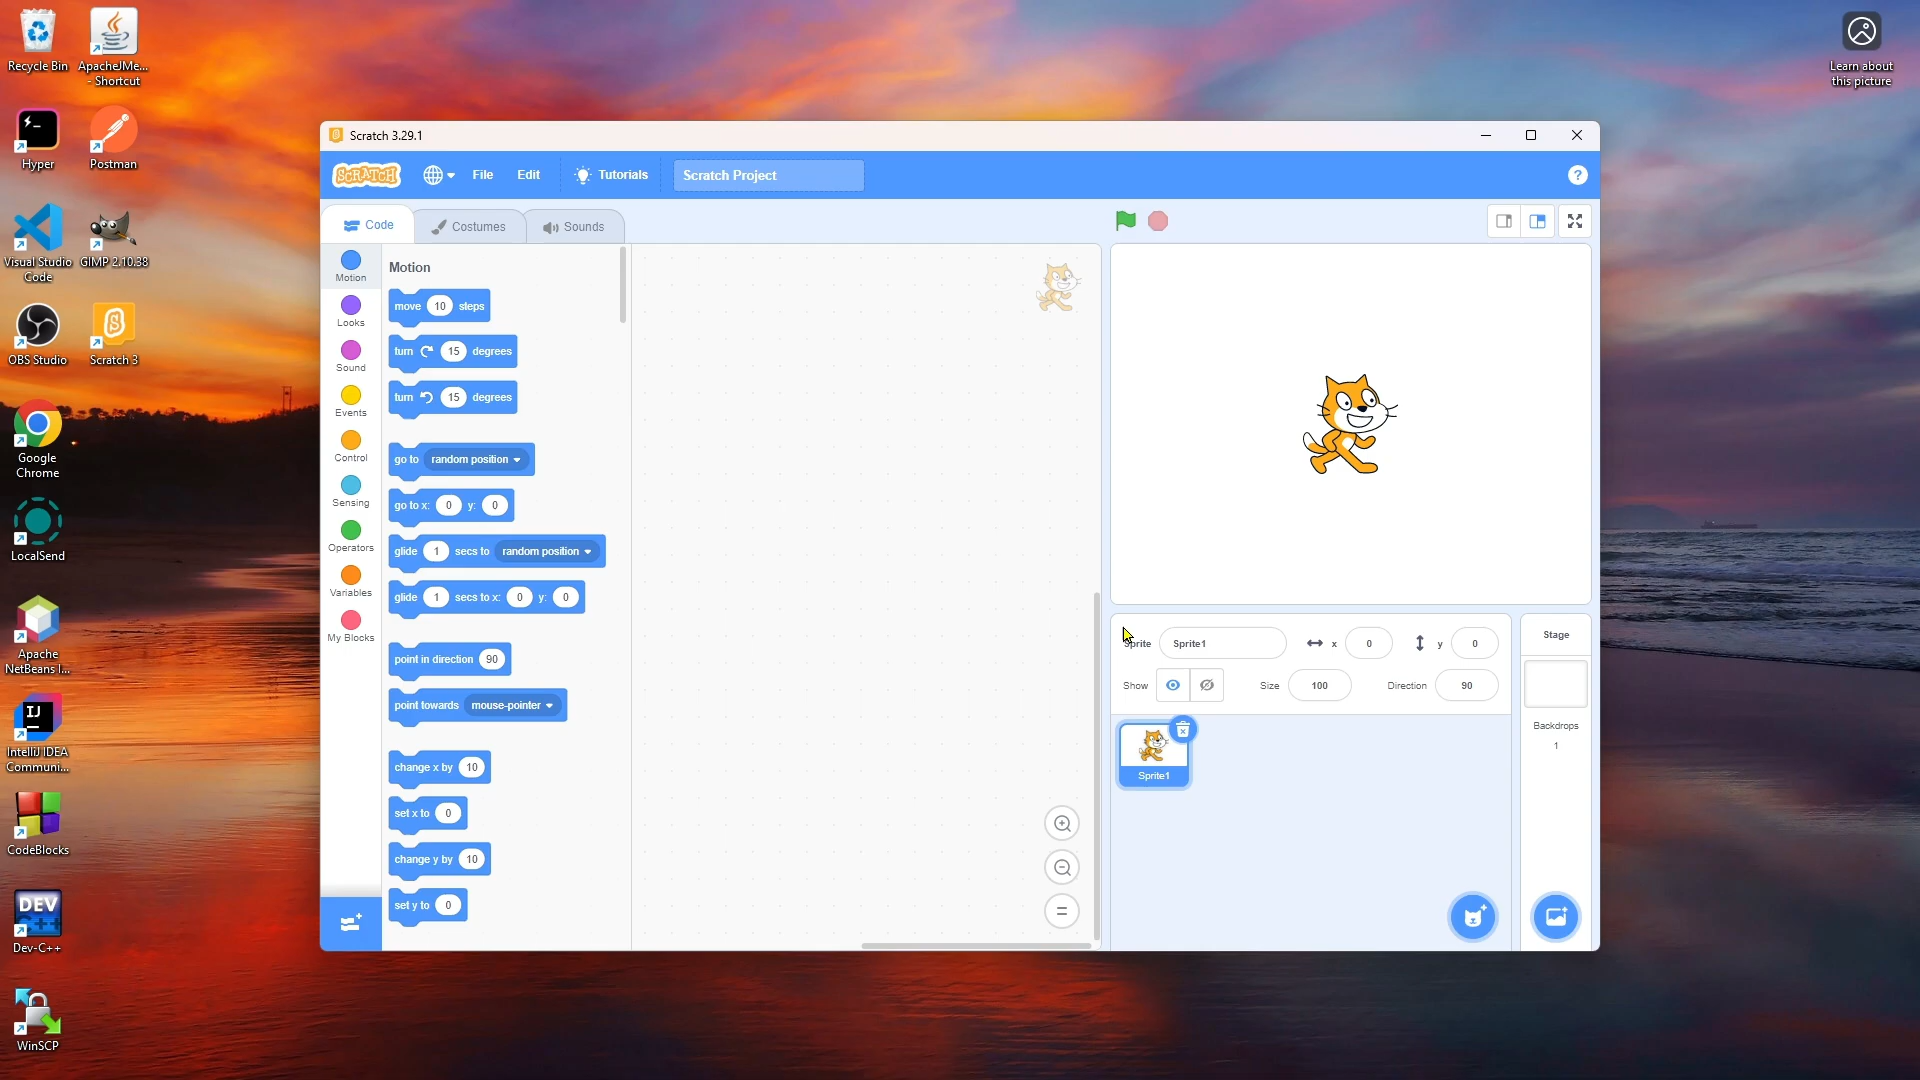 Recycle Bin
ApacheJMe...
- Shortcut
Hyper
Postman
Visual Studio
Code
GIMP 2.10.38
OBS Studio
Scratch 3
Google
Chrome
LocalSend
Apache
NetBeans I...
IntelliJ IDEA
Communi...
CodeBlocks
DEV
C++
Dev-C++
WinSCP
Learn about
this picture
Scratch 3.29.1
SCRATCH
File
Edit
Tutorials
Scratch Project
?
Code
Costumes
Sounds
Motion
Looks
Sound
Events
Control
Sensing
Operators
Variables
My Blocks
Motion
move 10 steps
turn 15 degrees
turn 15 degrees
go to random position
go to x: 0 y: 0
glide 1 secs to random position
glide 1 secs to x: 0 y: 0
point in direction 90
point towards mouse-pointer
change x by 10
set x to 0
change y by 10
set y to 0
Sprite Sprite1 x 0 y 0
Show Size 100 Direction 90
Sprite1
Stage
Backdrops
1
IJ